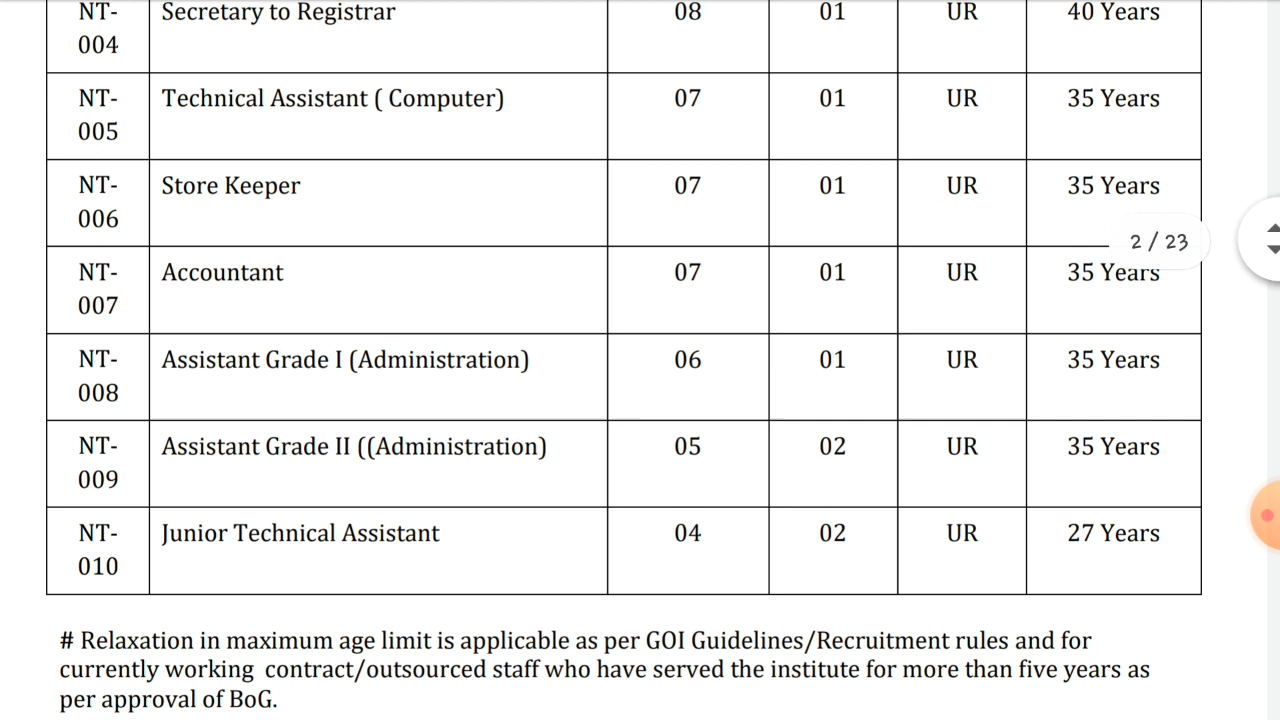 NT- Secretary to Registrar 08 01 UR 40 Years
004
NT- Technical Assistant ( Computer) 07 01 UR 35 Years
005
NT- Store Keeper 07 01 UR 35 Years
006
2 / 23
NT- Accountant 07 01 UR 35 Years
007
NT- Assistant Grade I (Administration) 06 01 UR 35 Years
008
NT- Assistant Grade II ((Administration) 05 02 UR 35 Years
009
NT- Junior Technical Assistant 04 02 UR 27 Years
010
# Relaxation in maximum age limit is applicable as per GOI Guidelines/Recruitment rules and for
currently working contract/outsourced staff who have served the institute for more than five years as
per approval of BoG.